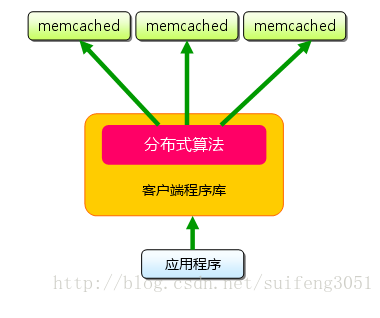 memcached memcached memcached
分布式算法
客户端程序库
应用程序
http://blog.csdn.net/suifeng3051